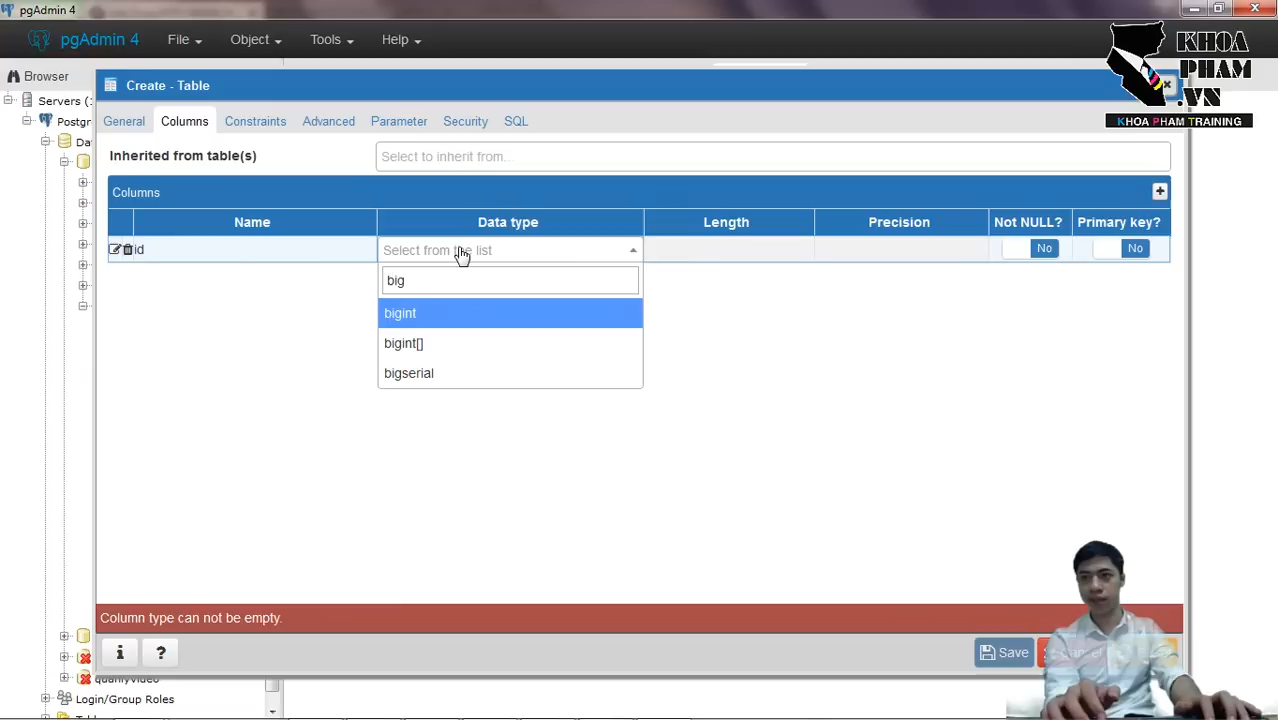 pgAdmin 4
pgAdmin 4 File Object Tools Help
KHOA
PHAM
.VN
KHOA PHAM TRAINING
Browser
Create - Table
Servers (
Postgr
General Columns Constraints Advanced Parameter Security SQL
Inherited from table(s) Select to inherit from...
Columns
Name Data type Length Precision Not NULL? Primary key?
id Select from the list No No
big
bigint
bigint[]
bigserial
Column type can not be empty.
i ? Save Cancel
quanlyvideo
Login/Group Roles